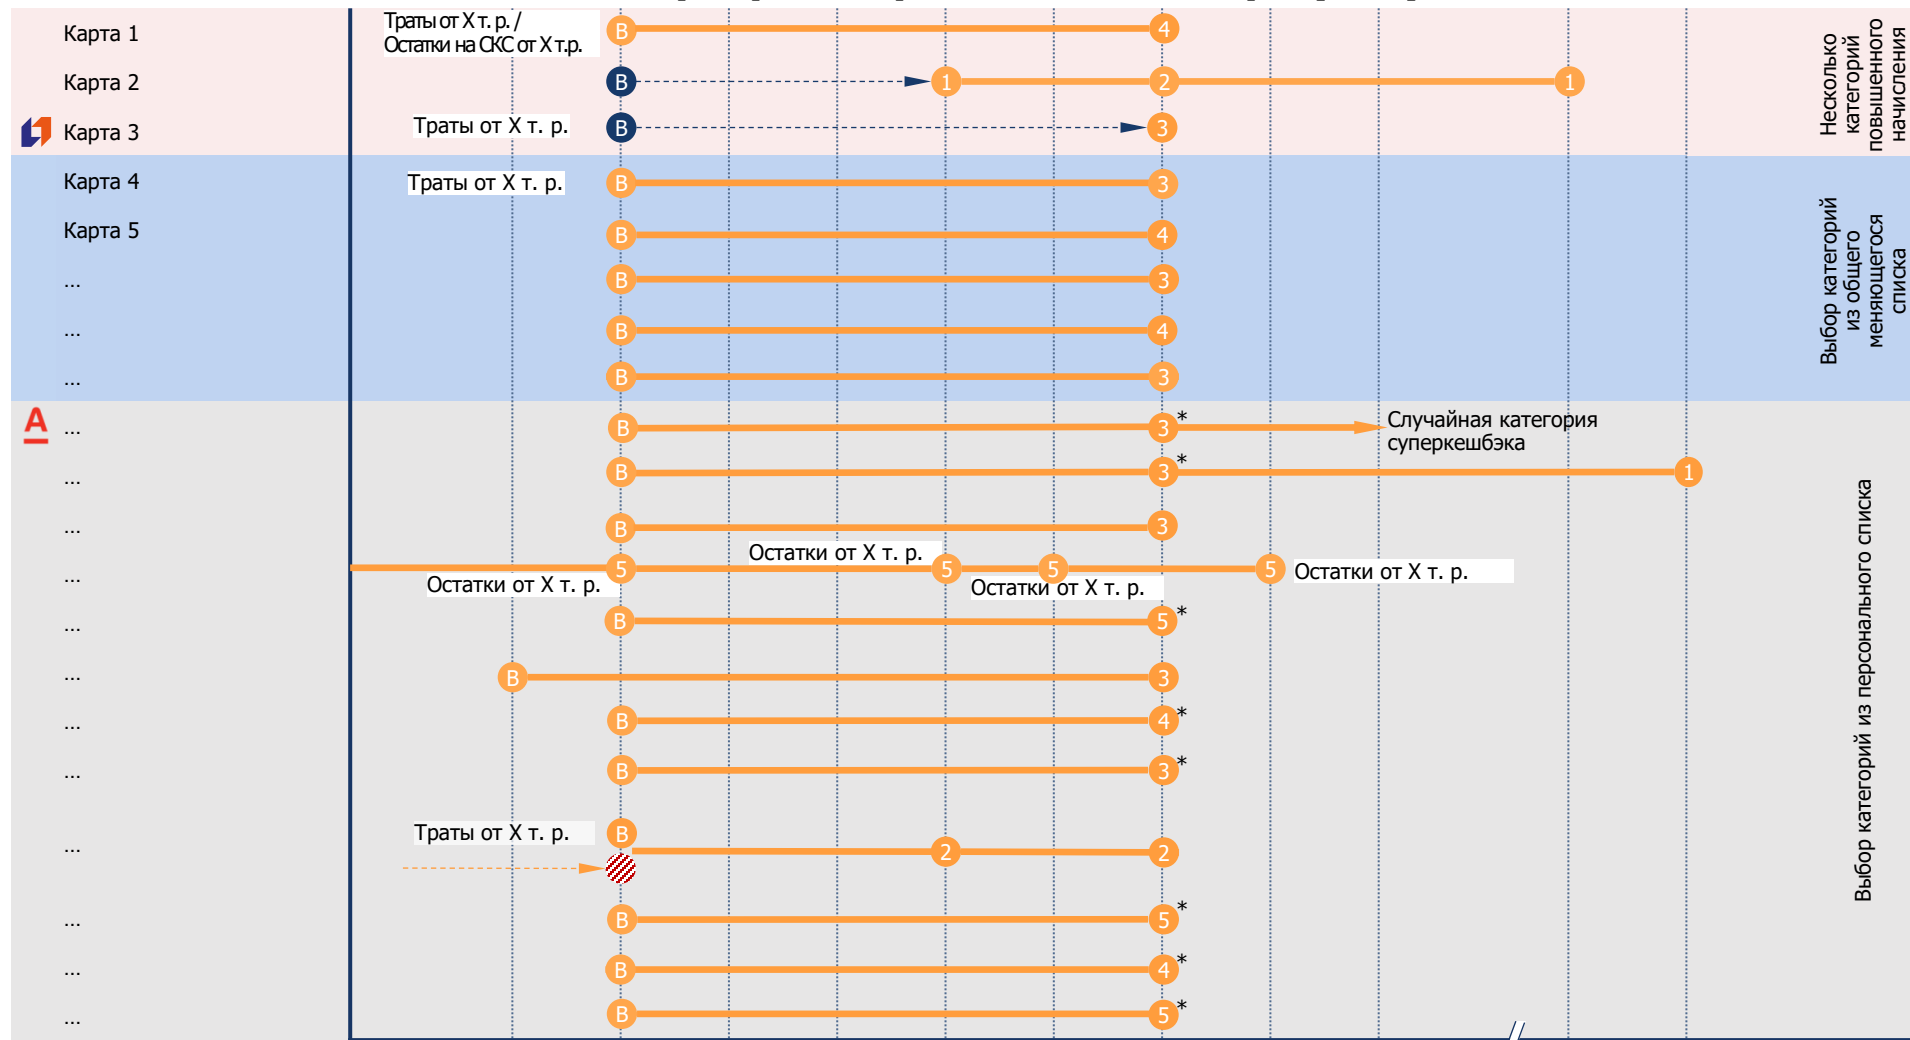 Карта 1
Траты от X т. р. /
Остатки на СКС от X т.р.
В
4
Карта 2
В
1
2
1
Карта 3
Траты от X т. р.
В
3
Несколько
категорий
повышенного
начисления
Карта 4
Траты от X т. р.
В
3
Карта 5
В
4
...
В
3
...
В
4
...
В
3
Выбор категорий
из общего
меняющегося
списка
А
...
В
3
*
Случайная категория
суперкешбэка
...
В
3
*
1
...
В
3
...
Остатки от X т. р.
5
Остатки от X т. р.
5
Остатки от X т. р.
5
5
Остатки от X т. р.
...
В
5
*
...
В
3
...
В
4
*
...
В
3
*
...
Траты от X т. р.
В
2
2
...
В
5
*
...
В
4
*
...
В
5
*
Выбор категорий из персонального списка
//